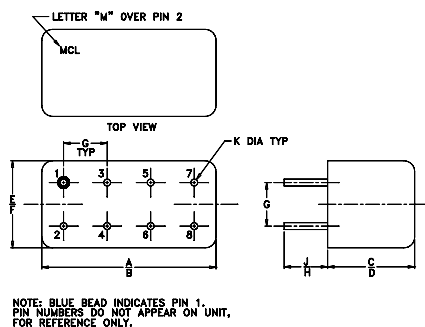 LETTER "M" OVER PIN 2
MCL
TOP VIEW
G
TYP
K DIA TYP
1 3 5 7
E
F
G
2 4 6 8
A
B
J
H
C
D
NOTE: BLUE BEAD INDICATES PIN 1.
PIN NUMBERS DO NOT APPEAR ON UNIT,
FOR REFERENCE ONLY.